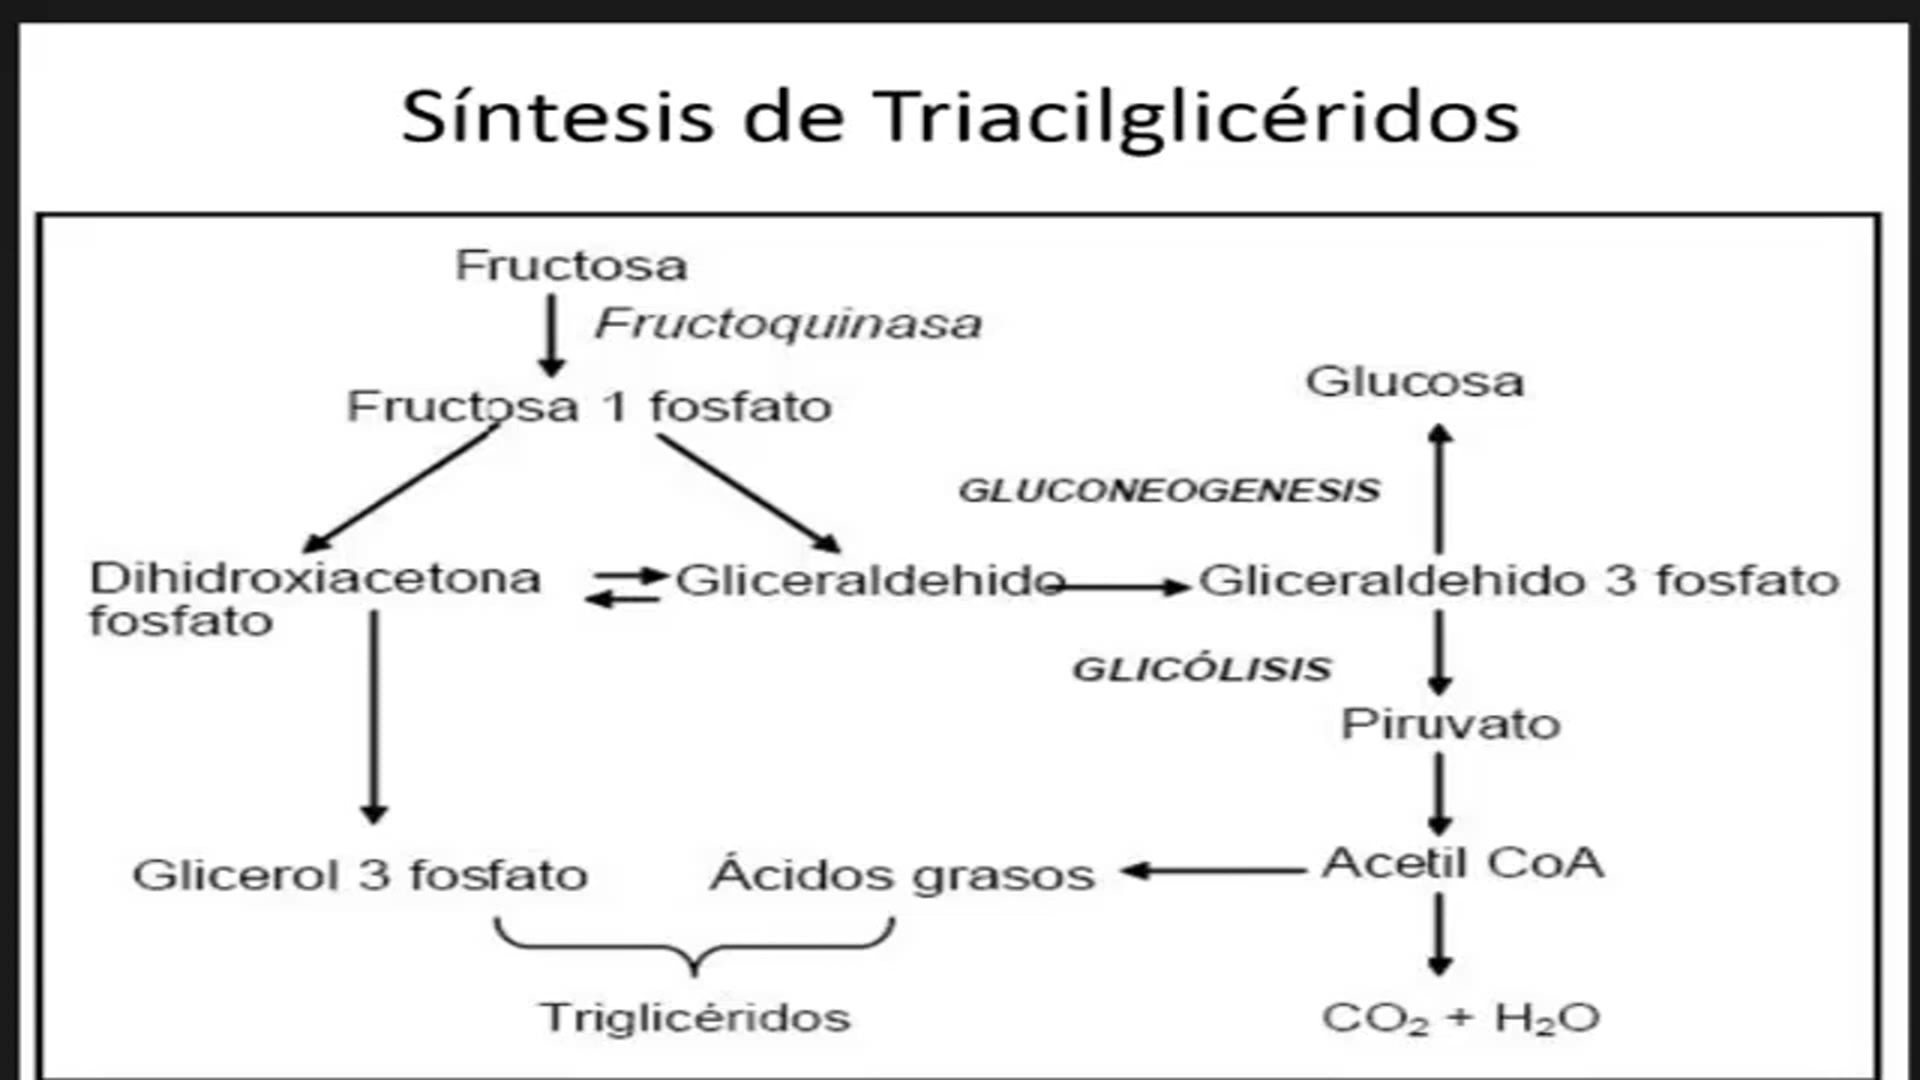 Síntesis de Triacilglicéridos
Fructosa
Fructoquinasa
Glucosa
Fructosa 1 fosfato
GLUCONEOGENESIS
Dihidroxiacetona
fosfato
Gliceraldehido
Gliceraldehido 3 fosfato
GLICÓLISIS
Piruvato
Glicerol 3 fosfato
Ácidos grasos
Acetil CoA
Triglicéridos
CO₂ + H₂O